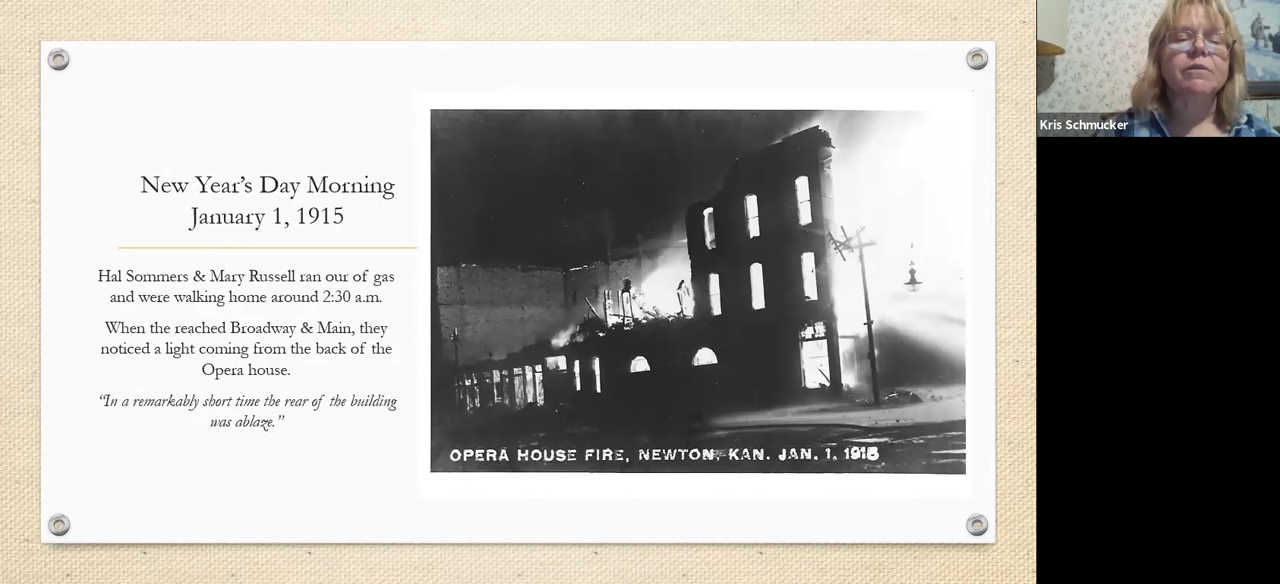 New Year’s Day Morning
January 1, 1915
Hal Sommers & Mary Russell ran our of gas
and were walking home around 2:30 a.m.
When the reached Broadway & Main, they
noticed a light coming from the back of the
Opera house.
“In a remarkably short time the rear of the building
was ablaze.”
OPERA HOUSE FIRE, NEWTON, KAN. JAN. 1, 1915
Kris Schmucker